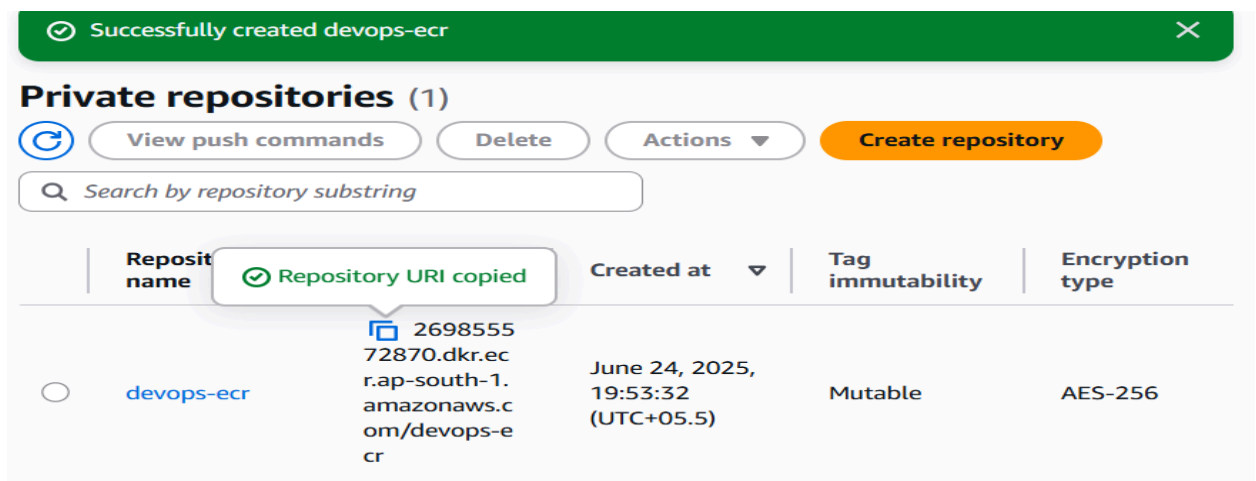 Successfully created devops-ecr
Private repositories (1)
View push commands
Delete
Actions
Create repository
Search by repository substring
Reposit
name
Repository URI copied
Created at
Tag
immutability
Encryption
type
devops-ecr
2698555
72870.dkr.ec
r.ap-south-1.
amazonaws.c
om/devops-e
cr
June 24, 2025,
19:53:32
(UTC+05.5)
Mutable
AES-256